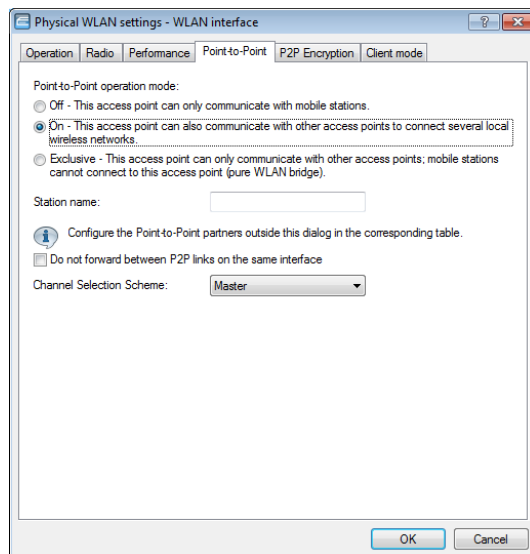 Physical WLAN settings - WLAN interface
Operation Radio Performance Point-to-Point P2P Encryption Client mode
Point-to-Point operation mode:
Off - This access point can only communicate with mobile stations.
On - This access point can also communicate with other access points to connect several local
wireless networks.
Exclusive - This access point can only communicate with other access points; mobile stations
cannot connect to this access point (pure WLAN bridge).
Station name:
Configure the Point-to-Point partners outside this dialog in the corresponding table.
Do not forward between P2P links on the same interface
Channel Selection Scheme: Master
OK Cancel